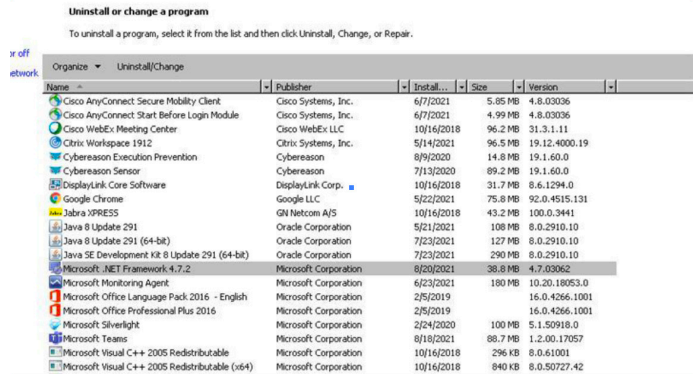 Uninstall or change a program
To uninstall a program, select it from the list and then click Uninstall, Change, or Repair.
or off
etwork
Organize Uninstall/Change
Name Publisher Install... Size Version
Cisco AnyConnect Secure Mobility Client Cisco Systems, Inc. 6/7/2021 5.85 MB 4.8.03036
Cisco AnyConnect Start Before Login Module Cisco Systems, Inc. 6/7/2021 4.99 MB 4.8.03036
Cisco WebEx Meeting Center Cisco WebEx LLC 10/16/2018 96.2 MB 31.3.1.11
Citrix Workspace 1912 Citrix Systems, Inc. 5/14/2021 96.5 MB 19.12.4000.19
Cybereason Execution Prevention Cybereason 8/9/2020 14.8 MB 19.1.60.0
Cybereason Sensor Cybereason 7/13/2020 89.2 MB 19.1.60.0
DisplayLink Core Software DisplayLink Corp. 10/16/2018 31.7 MB 8.6.1294.0
Google Chrome Google LLC 5/22/2021 75.8 MB 92.0.4515.131
Jabra XPRESS GN Netcom A/S 10/16/2018 43.2 MB 100.0.3441
Java 8 Update 291 Oracle Corporation 5/21/2021 108 MB 8.0.2910.10
Java 8 Update 291 (64-bit) Oracle Corporation 7/23/2021 127 MB 8.0.2910.10
Java SE Development Kit 8 Update 291 (64-bit) Oracle Corporation 7/23/2021 290 MB 8.0.2910.10
Microsoft .NET Framework 4.7.2 Microsoft Corporation 8/20/2021 38.8 MB 4.7.03062
Microsoft Monitoring Agent Microsoft Corporation 6/23/2021 180 MB 10.20.18053.0
Microsoft Office Language Pack 2016 - English Microsoft Corporation 2/5/2019 16.0.4266.1001
Microsoft Office Professional Plus 2016 Microsoft Corporation 2/5/2019 16.0.4266.1001
Microsoft Silverlight Microsoft Corporation 2/24/2020 100 MB 5.1.50918.0
Microsoft Teams Microsoft Corporation 8/18/2021 88.7 MB 1.2.00.17057
Microsoft Visual C++ 2005 Redistributable Microsoft Corporation 10/16/2018 296 KB 8.0.61001
Microsoft Visual C++ 2005 Redistributable (x64) Microsoft Corporation 10/16/2018 840 KB 8.0.50727.42